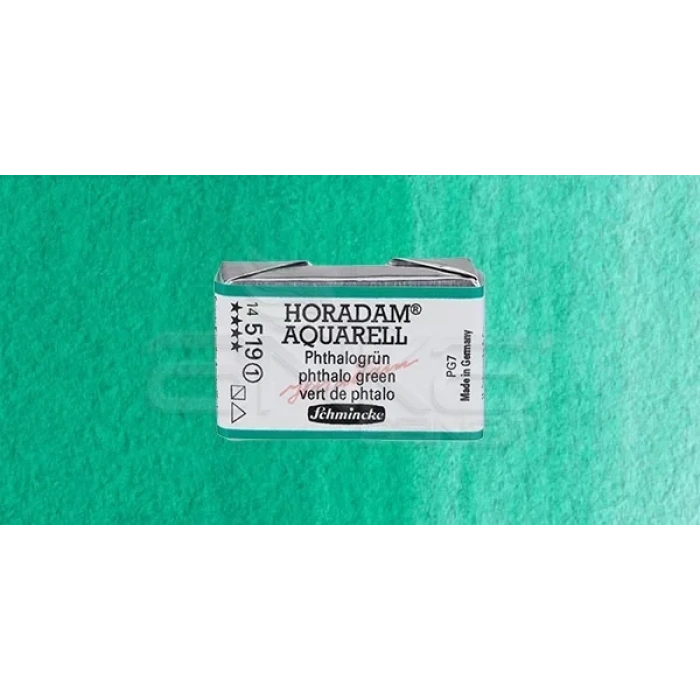 HORADAM®
AQUARELL
Phthalogrün
phthalo green
vert de phtalo
Schmincke
14 519 1
★★★★
PG7
Made in Germany